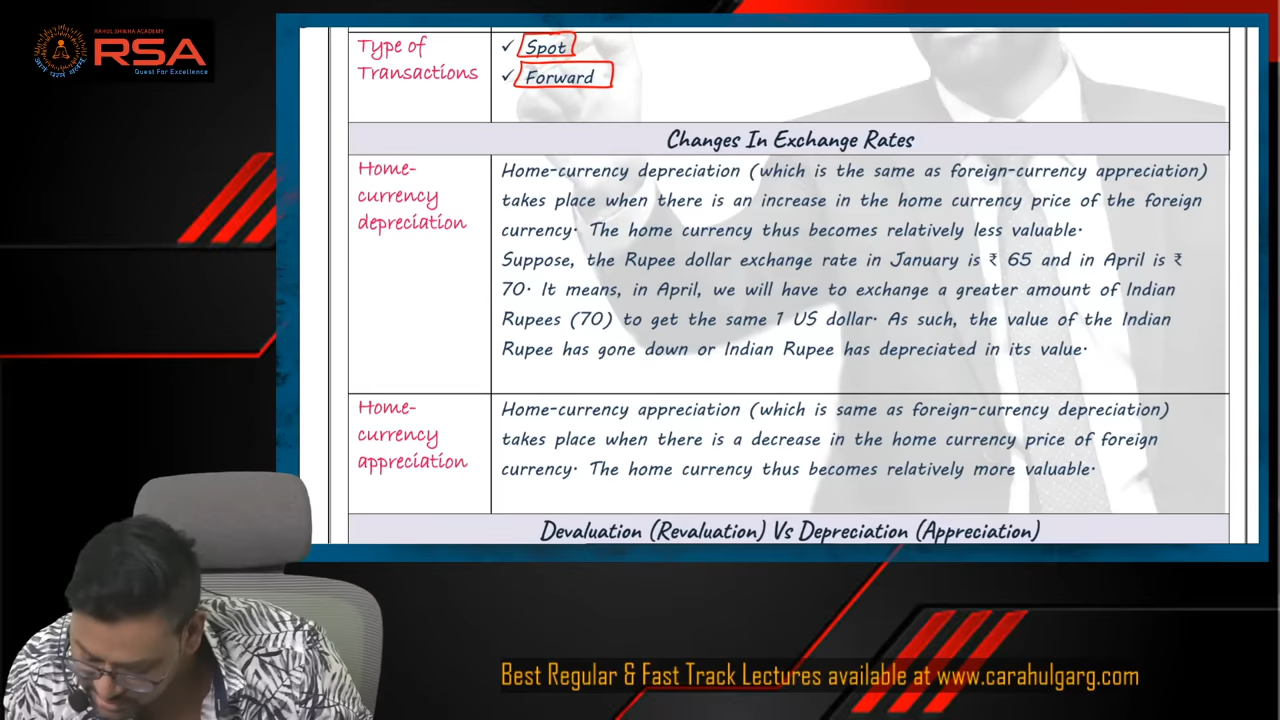 RAHUL SHIKHA ACADEMY
RSA
Quest For Excellence
Type of
Transactions
✓ Spot
✓ Forward
Changes In Exchange Rates
Home-
currency
depreciation
Home-currency depreciation (which is the same as foreign-currency appreciation)
takes place when there is an increase in the home currency price of the foreign
currency. The home currency thus becomes relatively less valuable.
Suppose, the Rupee dollar exchange rate in January is ₹ 65 and in April is ₹
70. It means, in April, we will have to exchange a greater amount of Indian
Rupees (70) to get the same 1 US dollar. As such, the value of the Indian
Rupee has gone down or Indian Rupee has depreciated in its value.
Home-
currency
appreciation
Home-currency appreciation (which is same as foreign-currency depreciation)
takes place when there is a decrease in the home currency price of foreign
currency. The home currency thus becomes relatively more valuable.
Devaluation (Revaluation) Vs Depreciation (Appreciation)
Best Regular & Fast Track Lectures available at www.carahulgarg.com